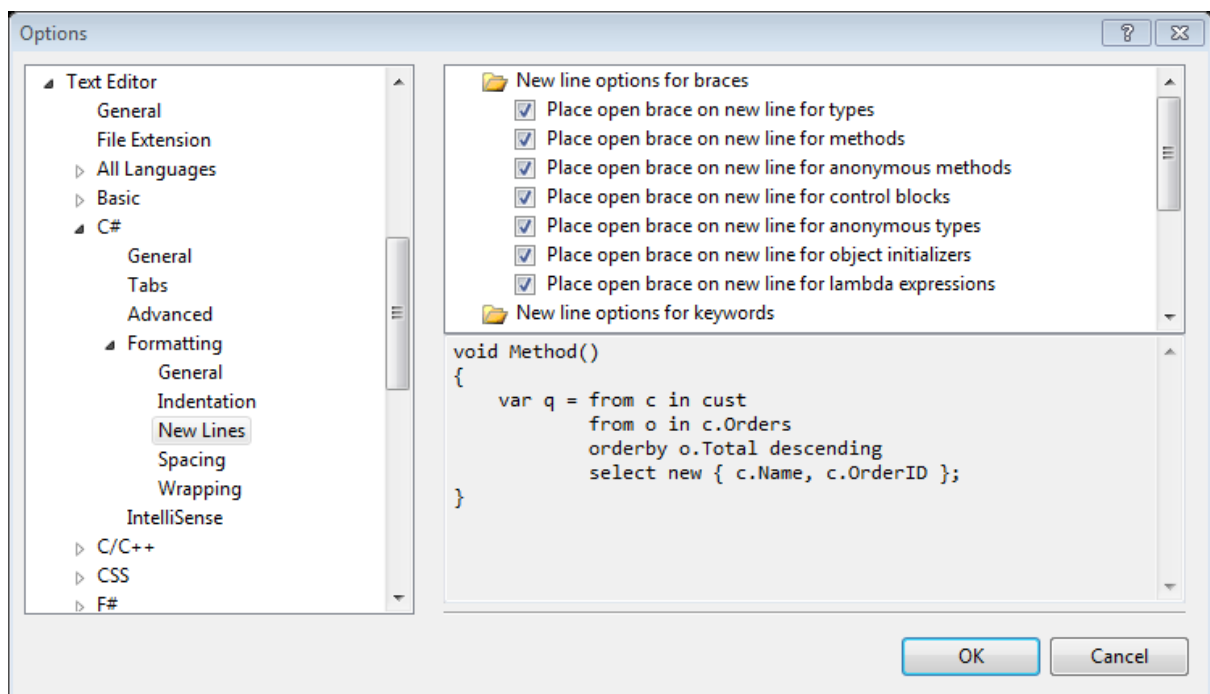 Options
Text Editor
General
File Extension
All Languages
Basic
C#
General
Tabs
Advanced
Formatting
General
Indentation
New Lines
Spacing
Wrapping
IntelliSense
C/C++
CSS
F#
New line options for braces
Place open brace on new line for types
Place open brace on new line for methods
Place open brace on new line for anonymous methods
Place open brace on new line for control blocks
Place open brace on new line for anonymous types
Place open brace on new line for object initializers
Place open brace on new line for lambda expressions
New line options for keywords
void Method()
{
    var q = from c in cust
            from o in c.Orders
            orderby o.Total descending
            select new { c.Name, c.OrderID };
}
OK
Cancel